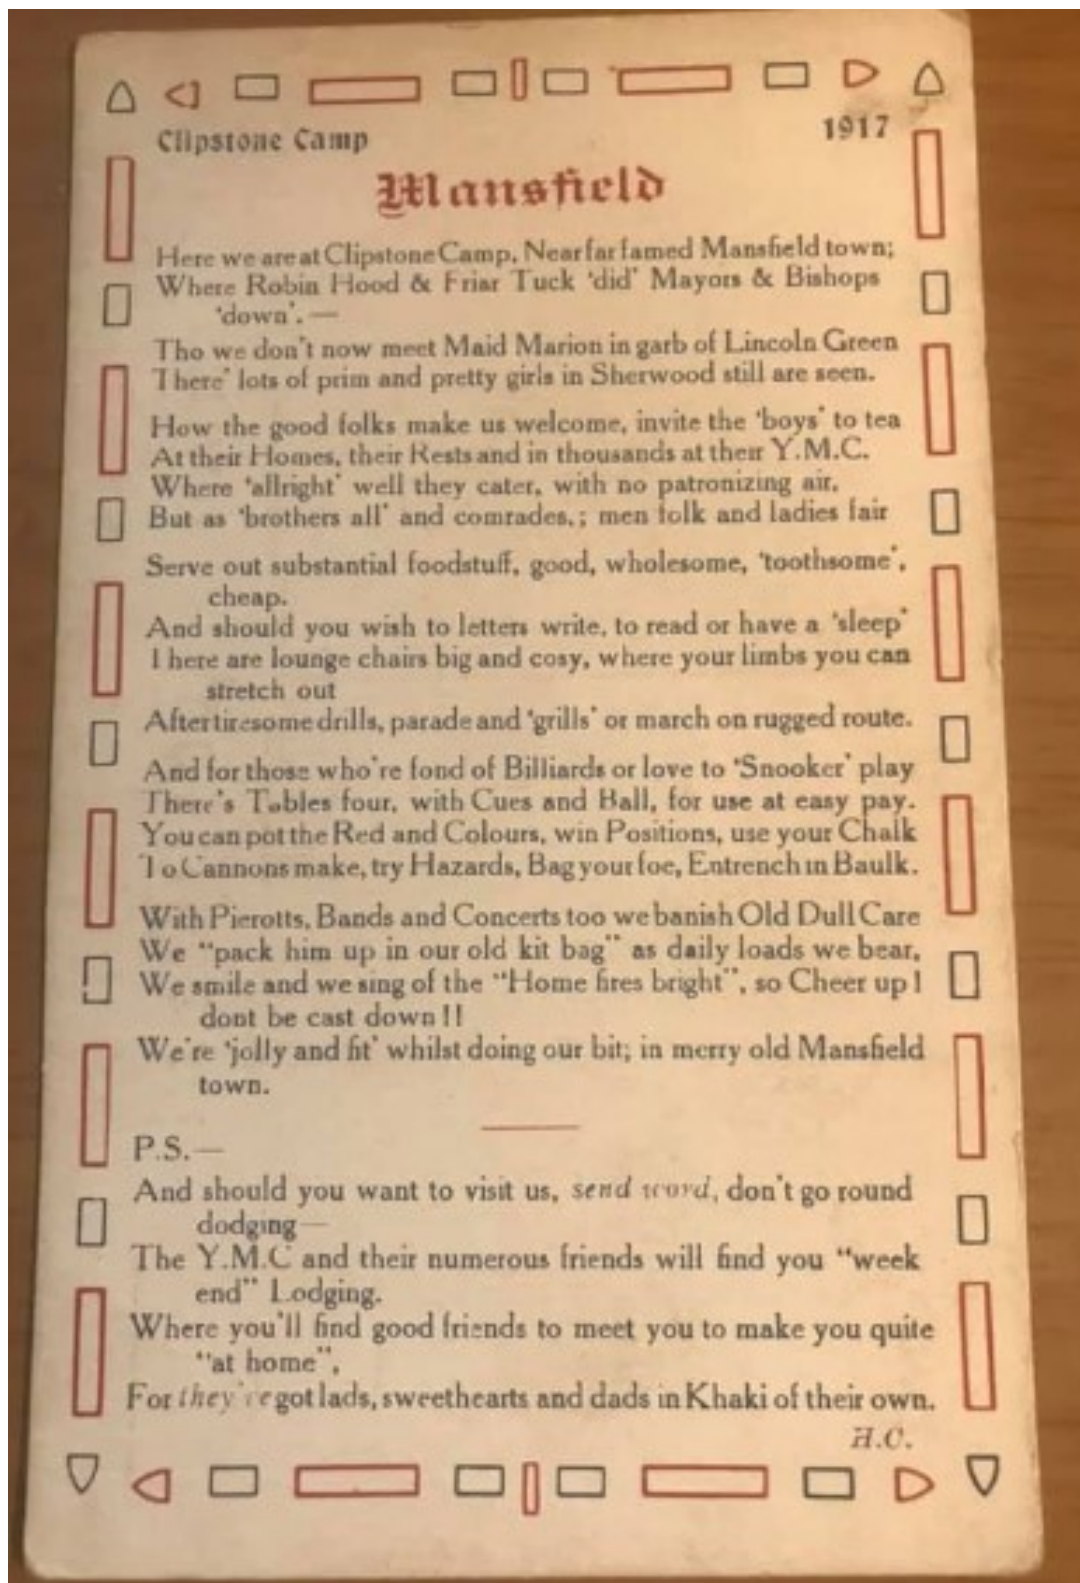 Clipstone Camp 1917
Mansfield
Here we are at Clipstone Camp, Near far famed Mansfield town;
Where Robin Hood & Friar Tuck 'did' Mayors & Bishops
'down'.—
Tho we don't now meet Maid Marion in garb of Lincoln Green
There' lots of prim and pretty girls in Sherwood still are seen.
How the good folks make us welcome, invite the 'boys' to tea
At their Homes, their Rests and in thousands at their Y.M.C.
Where 'allright' well they cater, with no patronizing air,
But as 'brothers all' and comrades,; men folk and ladies fair
Serve out substantial foodstuff, good, wholesome, 'toothsome',
cheap.
And should you wish to letters write, to read or have a 'sleep'
There are lounge chairs big and cosy, where your limbs you can
stretch out
After tiresome drills, parade and 'grills' or march on rugged route.
And for those who're fond of Billiards or love to 'Snooker' play
There's Tables four, with Cues and Ball, for use at easy pay.
You can pot the Red and Colours, win Positions, use your Chalk
To Cannons make, try Hazards, Bag your foe, Entrench in Baulk.
With Pierotts, Bands and Concerts too we banish Old Dull Care
We "pack him up in our old kit bag" as daily loads we bear,
We smile and we sing of the "Home fires bright", so Cheer up!
dont be cast down!!
We're 'jolly and fit' whilst doing our bit; in merry old Mansfield
town.
P.S.—
And should you want to visit us, send word, don't go round
dodging—
The Y.M.C and their numerous friends will find you "week
end" Lodging.
Where you'll find good friends to meet you to make you quite
"at home",
For they're got lads, sweethearts and dads in Khaki of their own.
H.C.